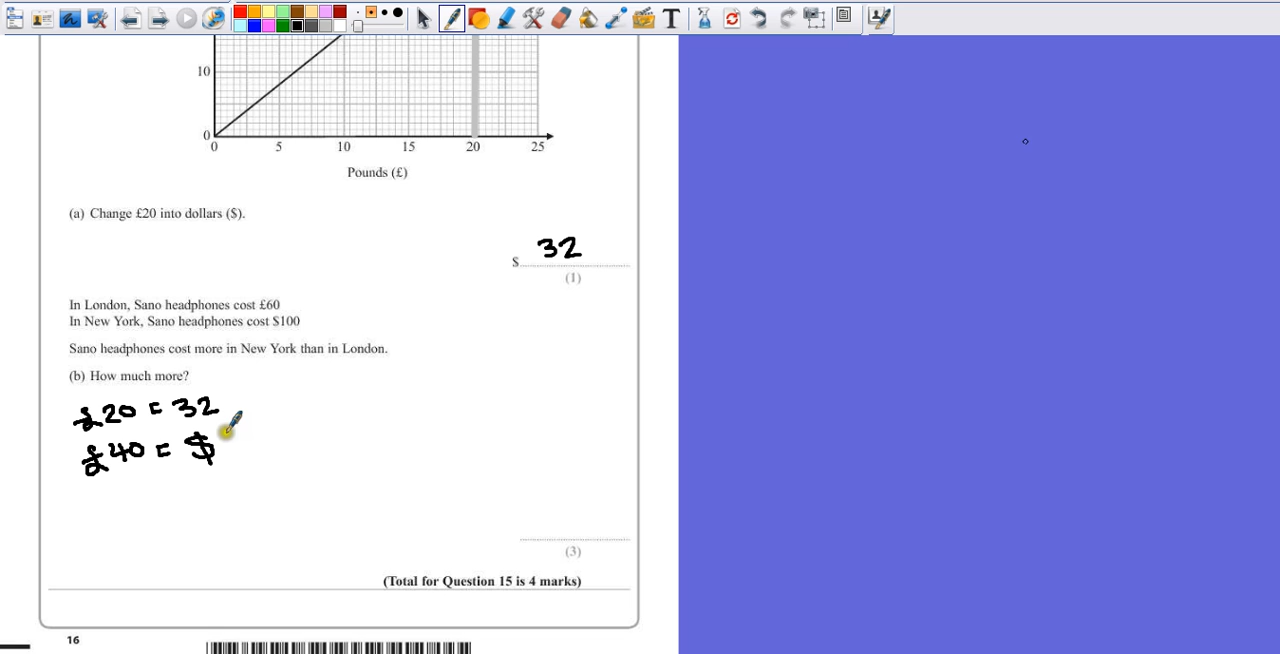 T
10
0
0 5 10 15 20 25
Pounds (£)
(a) Change £20 into dollars ($).
$ 32
(1)
In London, Sano headphones cost £60
In New York, Sano headphones cost $100
Sano headphones cost more in New York than in London.
(b) How much more?
£20 = 32
£40 = $
(3)
(Total for Question 15 is 4 marks)
16